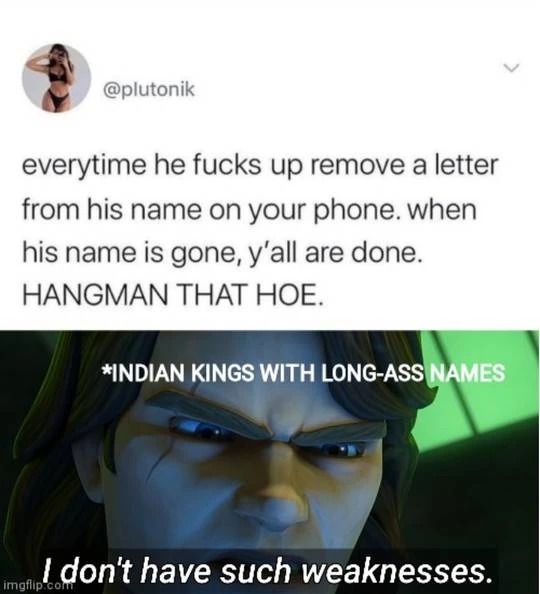 @plutonik
everytime he fucks up remove a letter
from his name on your phone. when
his name is gone, y'all are done.
HANGMAN THAT HOE.
*INDIAN KINGS WITH LONG-ASS NAMES
I don't have such weaknesses.
imgflip.com